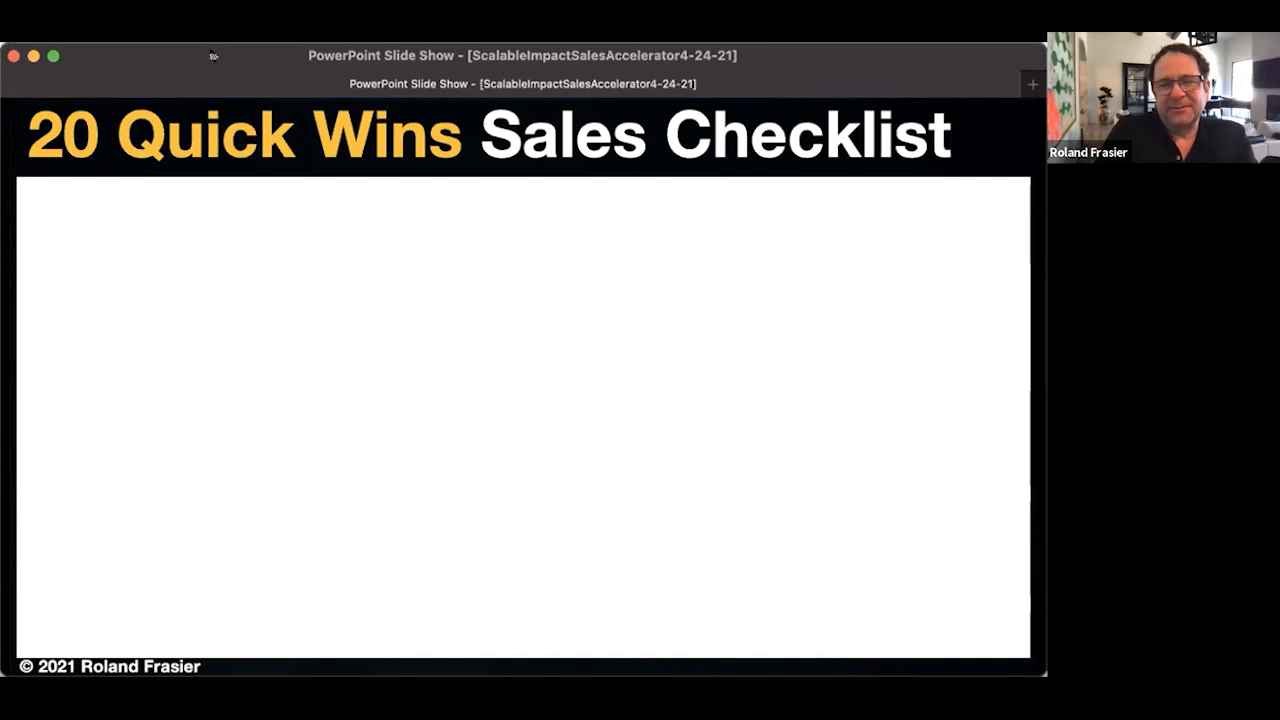 PowerPoint Slide Show - [ScalableImpactSalesAccelerator4-24-21]
PowerPoint Slide Show - [ScalableImpactSalesAccelerator4-24-21]
+
20 Quick Wins Sales Checklist
Roland Frasier
© 2021 Roland Frasier